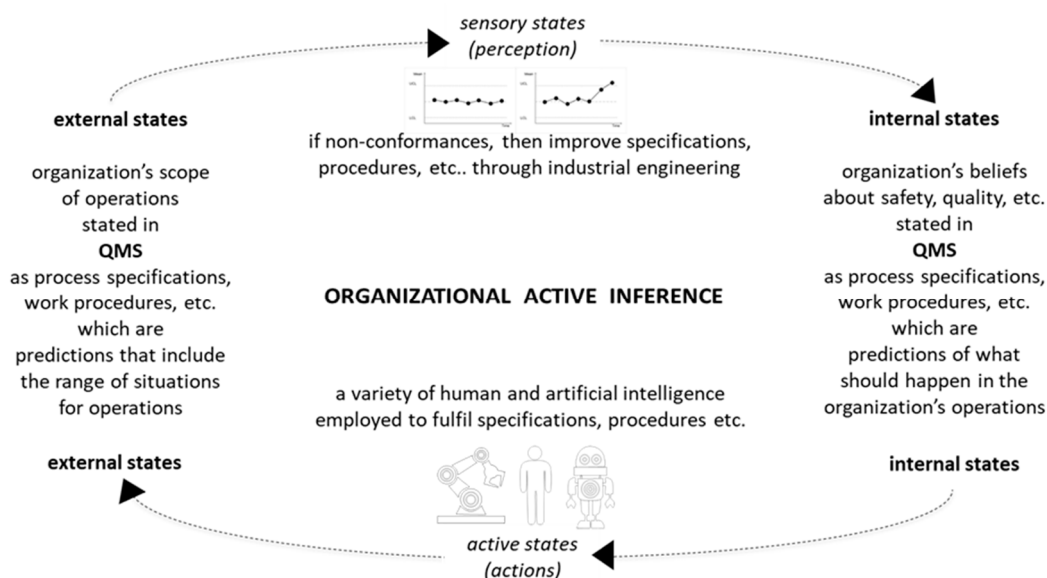 sensory states
(perception)
external states
internal states
if non-conformances, then improve specifications,
procedures, etc.. through industrial engineering
organization's scope
of operations
stated in
QMS
as process specifications,
work procedures, etc.
which are
predictions that include
the range of situations
for operations
organization's beliefs
about safety, quality, etc.
stated in
QMS
as process specifications,
work procedures, etc.
which are
predictions of what
should happen in the
organization's operations
ORGANIZATIONAL ACTIVE INFERENCE
a variety of human and artificial intelligence
employed to fulfil specifications, procedures etc.
external states
internal states
active states
(actions)